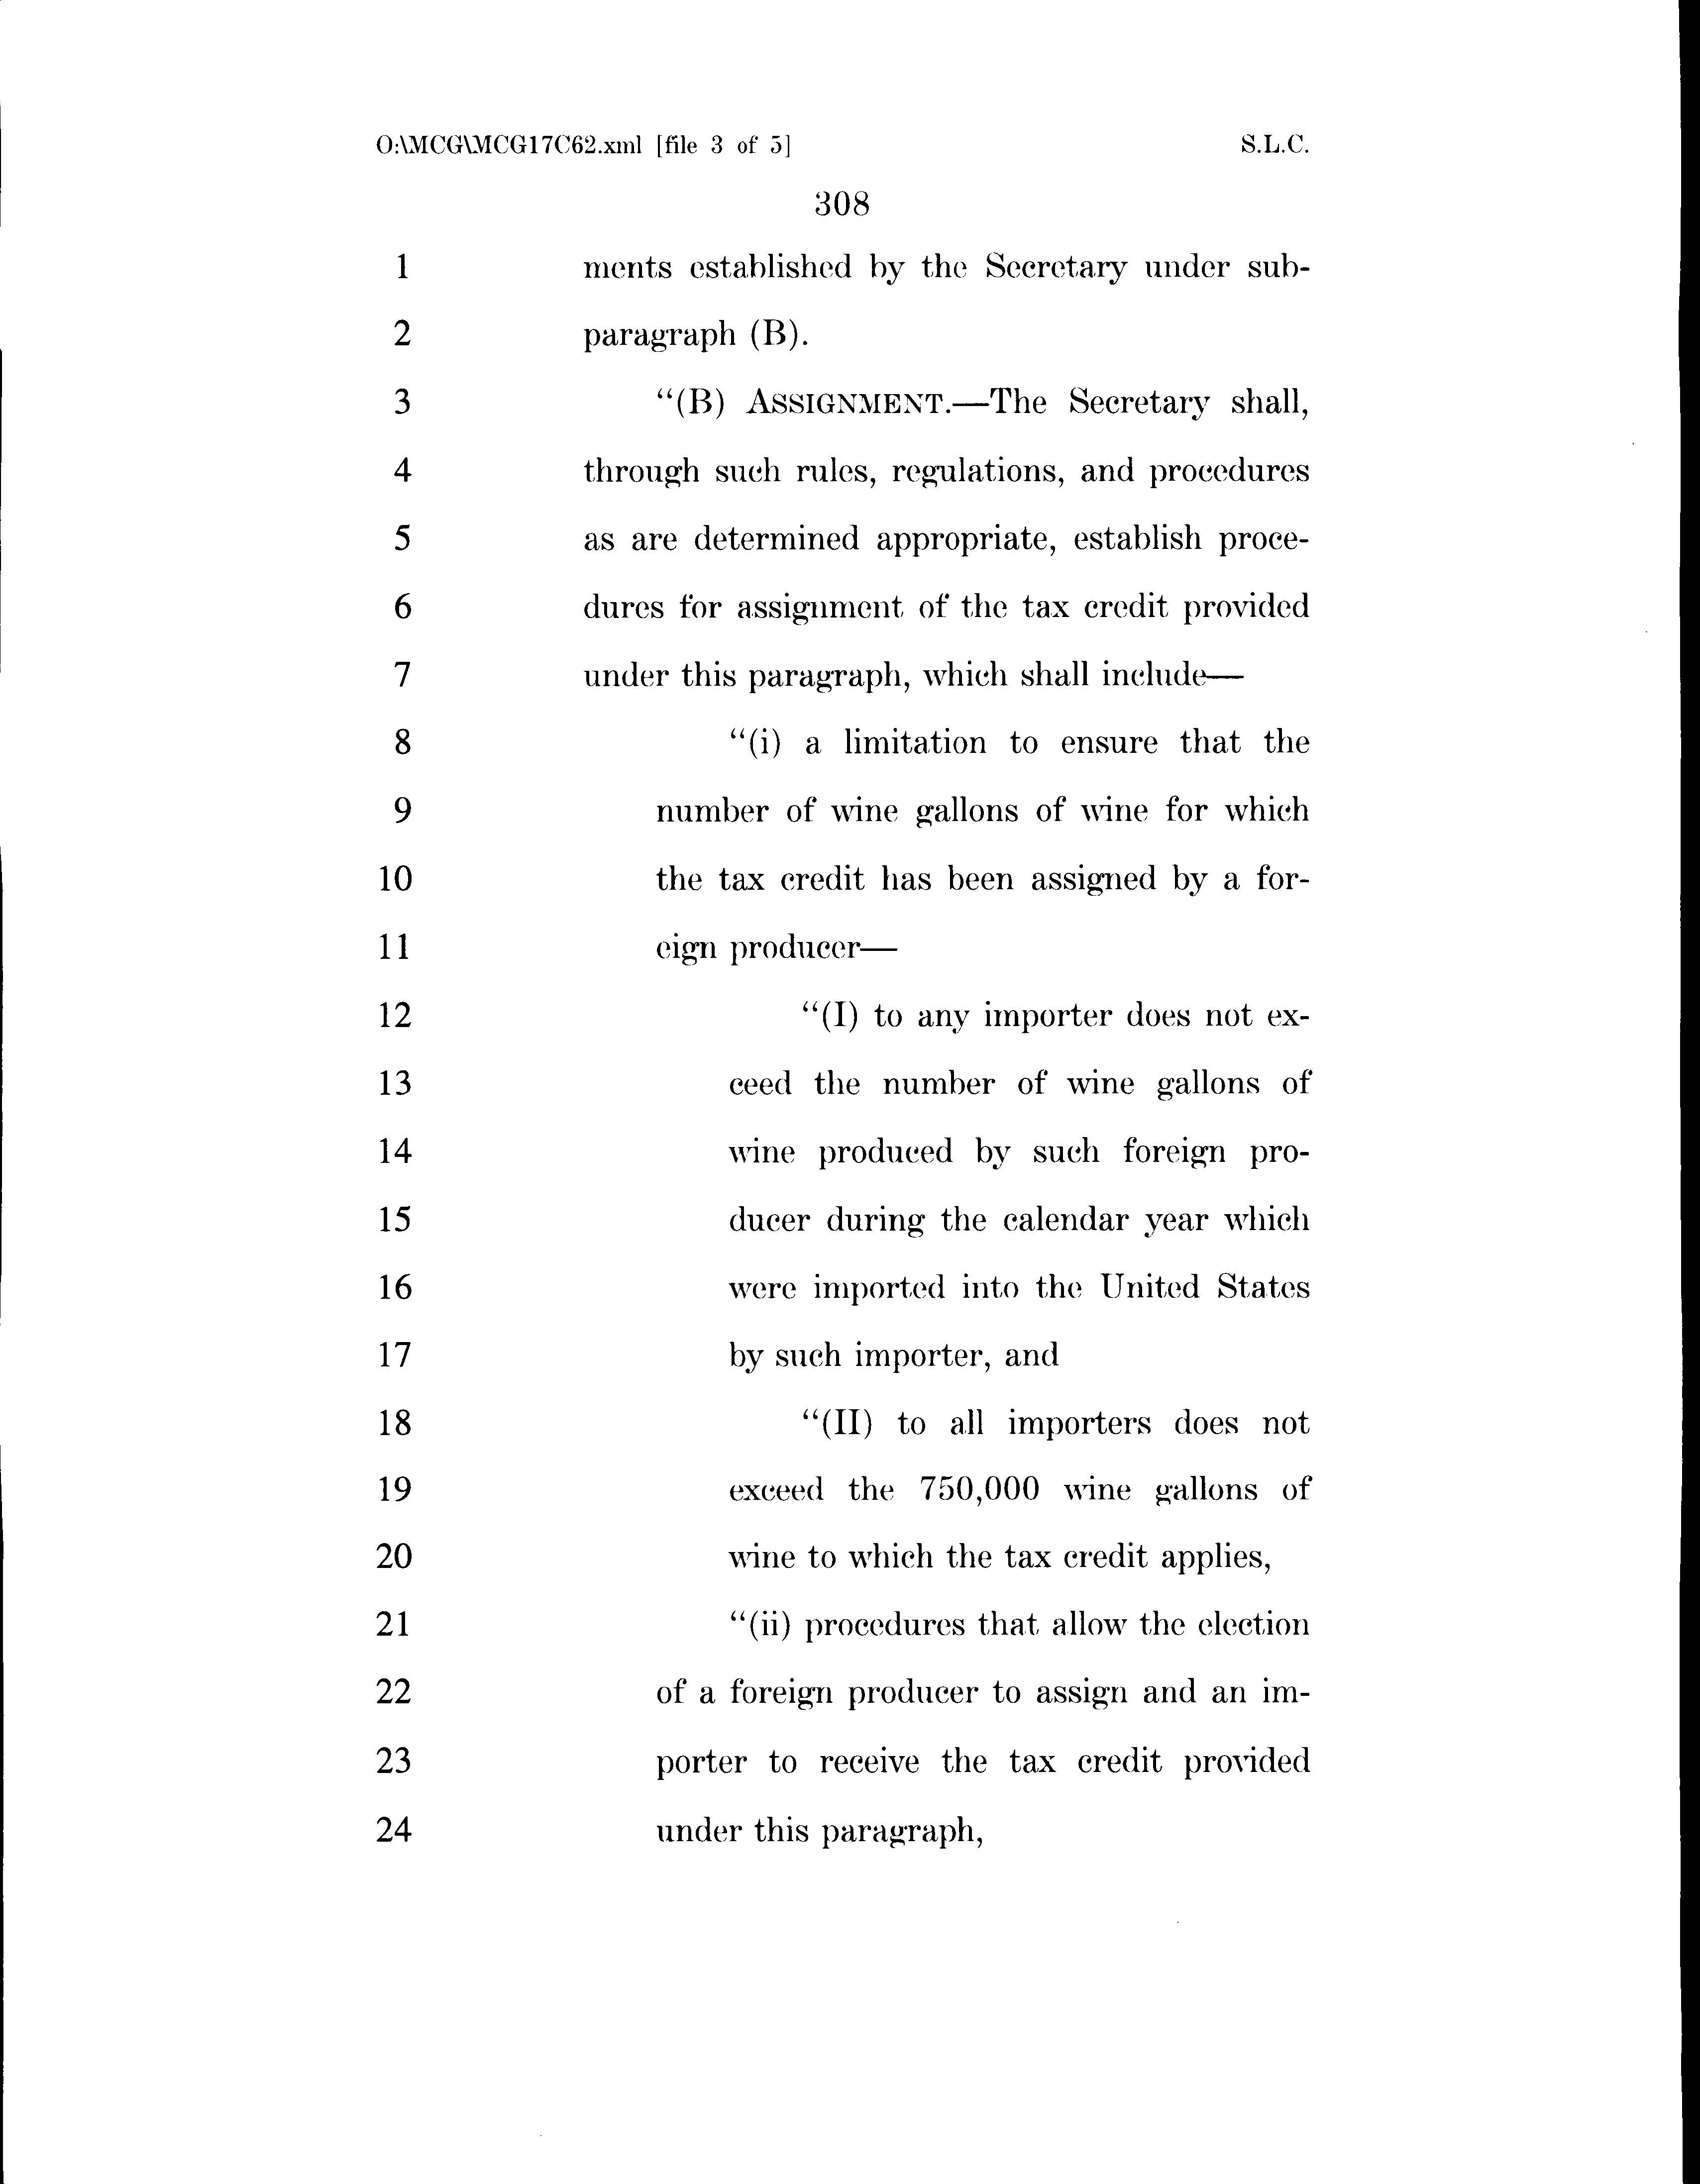 O:\MCG\MCG17C62.xml [file 3 of 5] S.L.C.
308
1 ments established by the Secretary under sub-
2 paragraph (B).
3 “(B) ASSIGNMENT.—The Secretary shall,
4 through such rules, regulations, and procedures
5 as are determined appropriate, establish proce-
6 dures for assignment of the tax credit provided
7 under this paragraph, which shall include—
8 “(i) a limitation to ensure that the
9 number of wine gallons of wine for which
10 the tax credit has been assigned by a for-
11 eign producer—
12 “(I) to any importer does not ex-
13 ceed the number of wine gallons of
14 wine produced by such foreign pro-
15 ducer during the calendar year which
16 were imported into the United States
17 by such importer, and
18 “(II) to all importers does not
19 exceed the 750,000 wine gallons of
20 wine to which the tax credit applies,
21 “(ii) procedures that allow the election
22 of a foreign producer to assign and an im-
23 porter to receive the tax credit provided
24 under this paragraph,